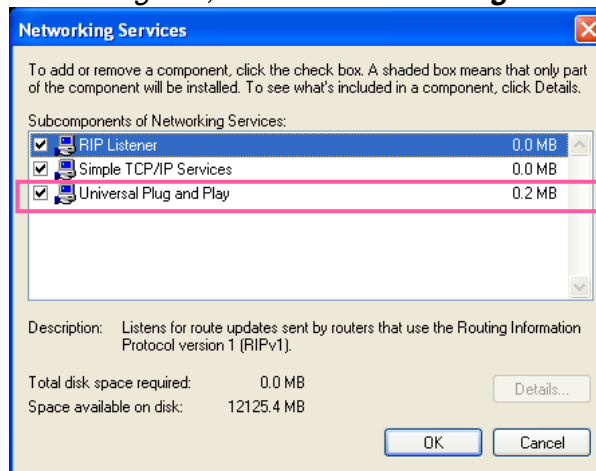 Networking Services
To add or remove a component, click the check box. A shaded box means that only part
of the component will be installed. To see what's included in a component, click Details.
Subcomponents of Networking Services:
RIP Listener 0.0 MB
Simple TCP/IP Services 0.0 MB
Universal Plug and Play 0.2 MB
Description: Listens for route updates sent by routers that use the Routing Information
Protocol version 1 (RIPv1).
Total disk space required: 0.0 MB
Details...
Space available on disk: 12125.4 MB
OK Cancel